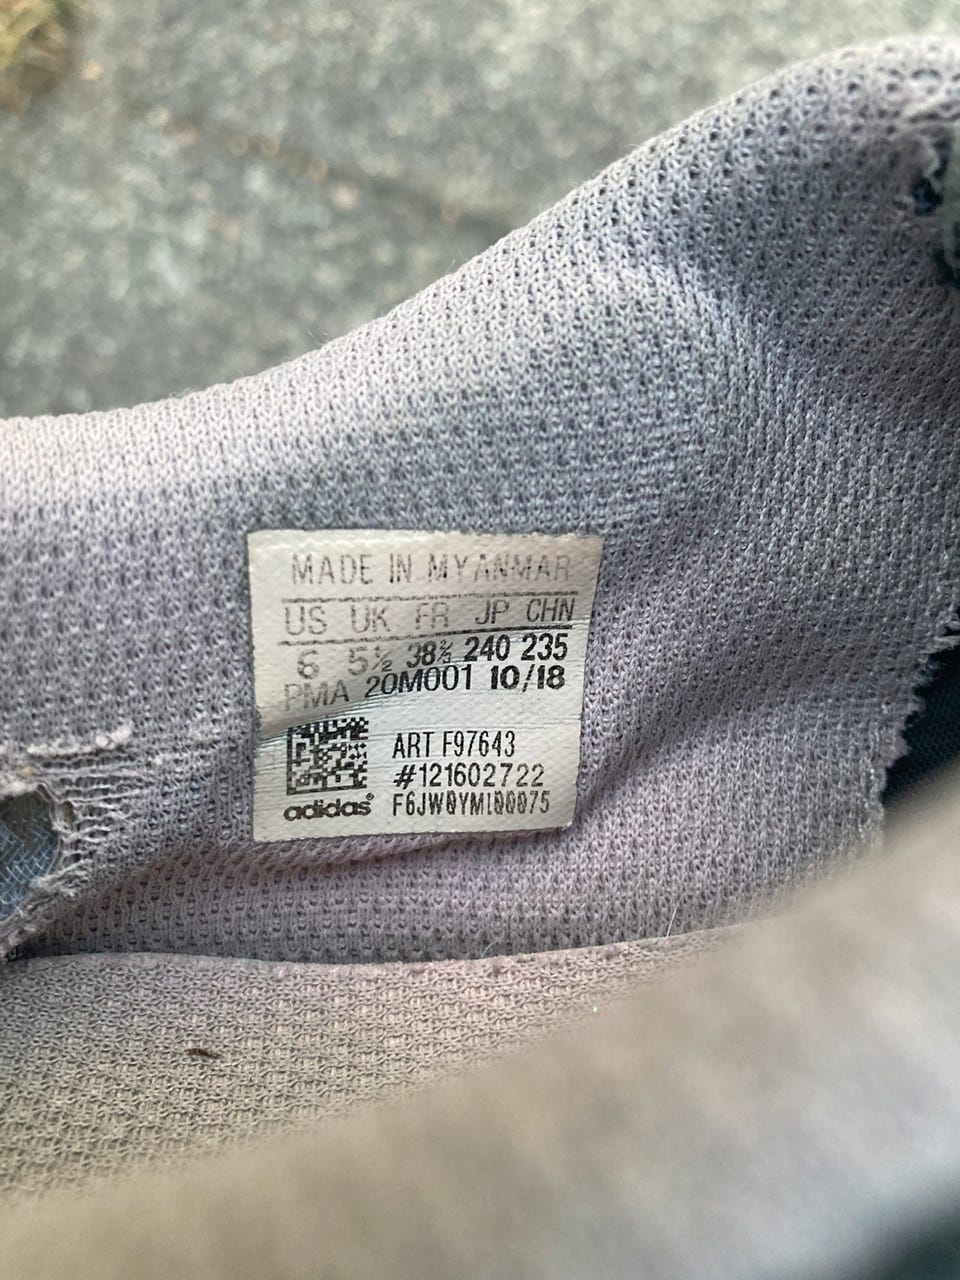 MADE IN MYANMAR
US UK FR JP CHN
6 5½ 38⅔ 240 235
PMA 20M001 10/18
ART F97643
#121602722
adidas® F6JW0YM100075